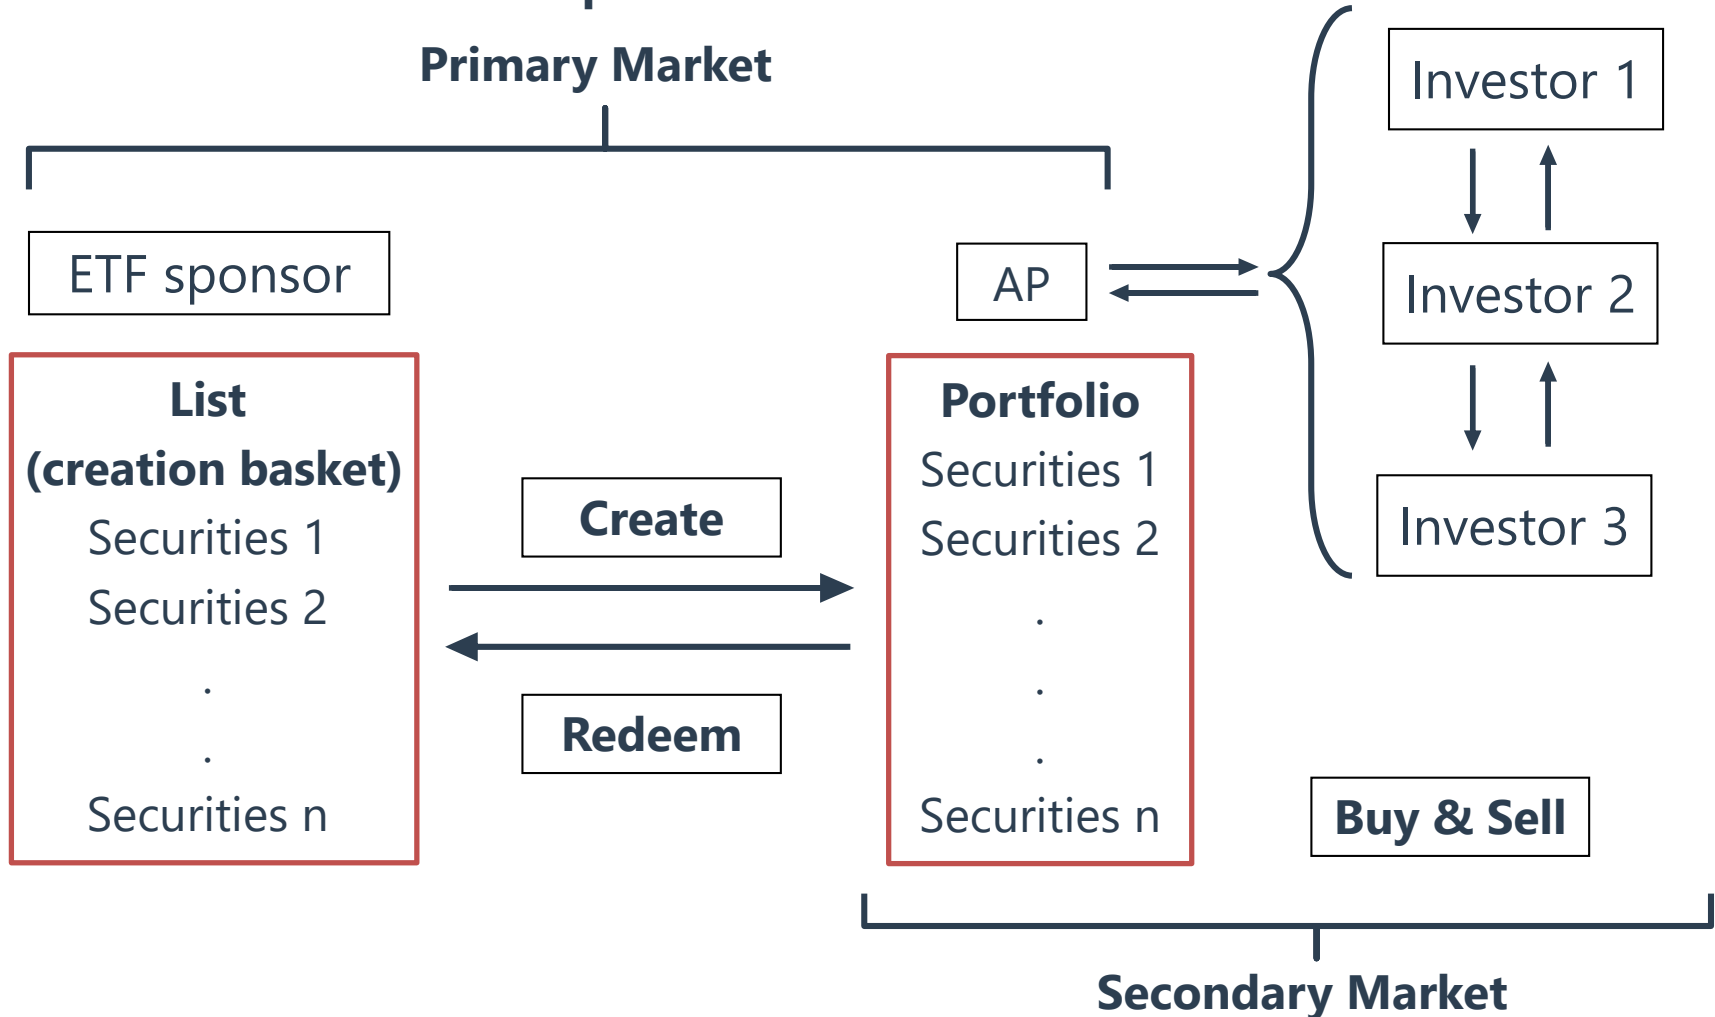 Primary Market
ETF sponsor
List
(creation basket)
Securities 1
Securities 2
.
.
Securities n
Create
Redeem
AP
Portfolio
Securities 1
Securities 2
.
.
.
Securities n
Investor 1
Investor 2
Investor 3
Buy & Sell
Secondary Market